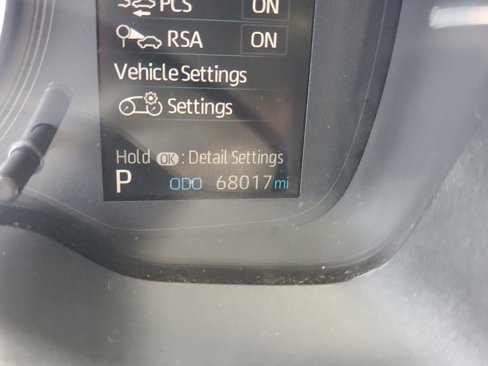 PCS ON
RSA ON
Vehicle Settings
Settings
Hold OK : Detail Settings
P ODO 68017 mi